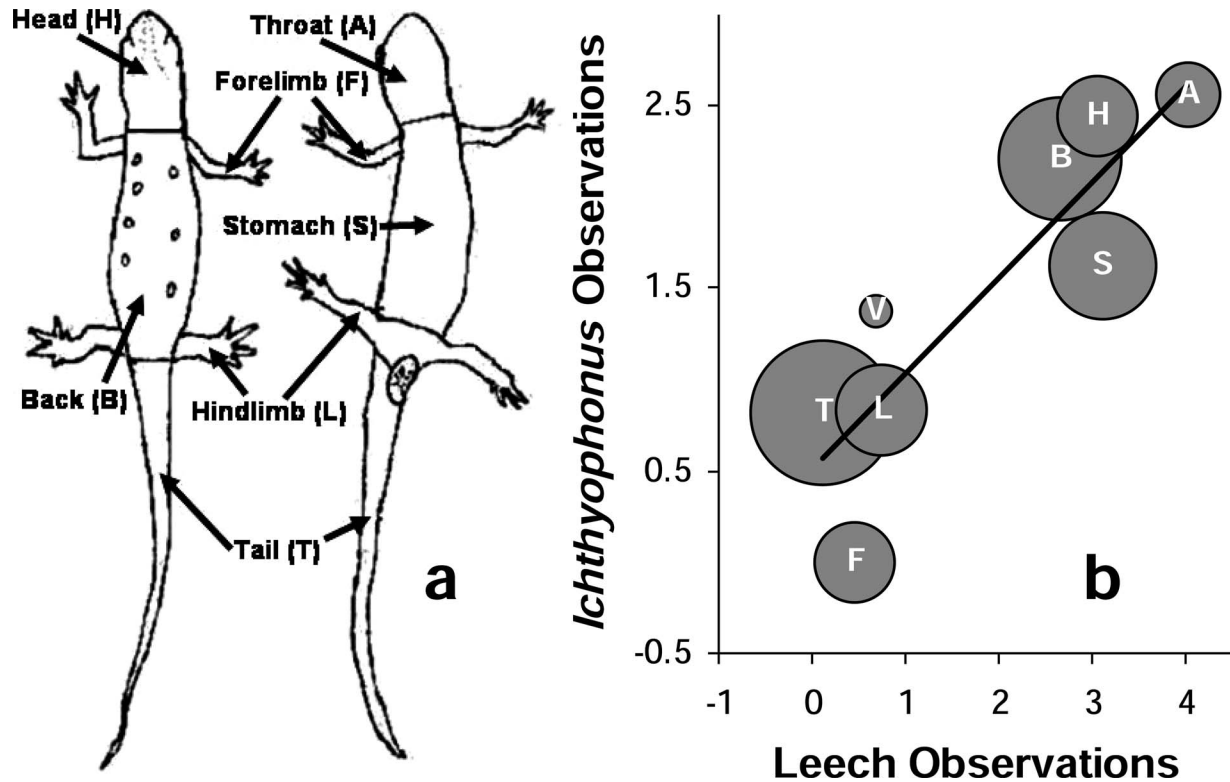 Head (H)
Throat (A)
Forelimb (F)
Stomach (S)
Back (B)
Hindlimb (L)
Tail (T)
a
Ichthyophonus Observations
2.5
1.5
0.5
-0.5
A
H
B
S
V
T
L
F
b
-1 0 1 2 3 4
Leech Observations